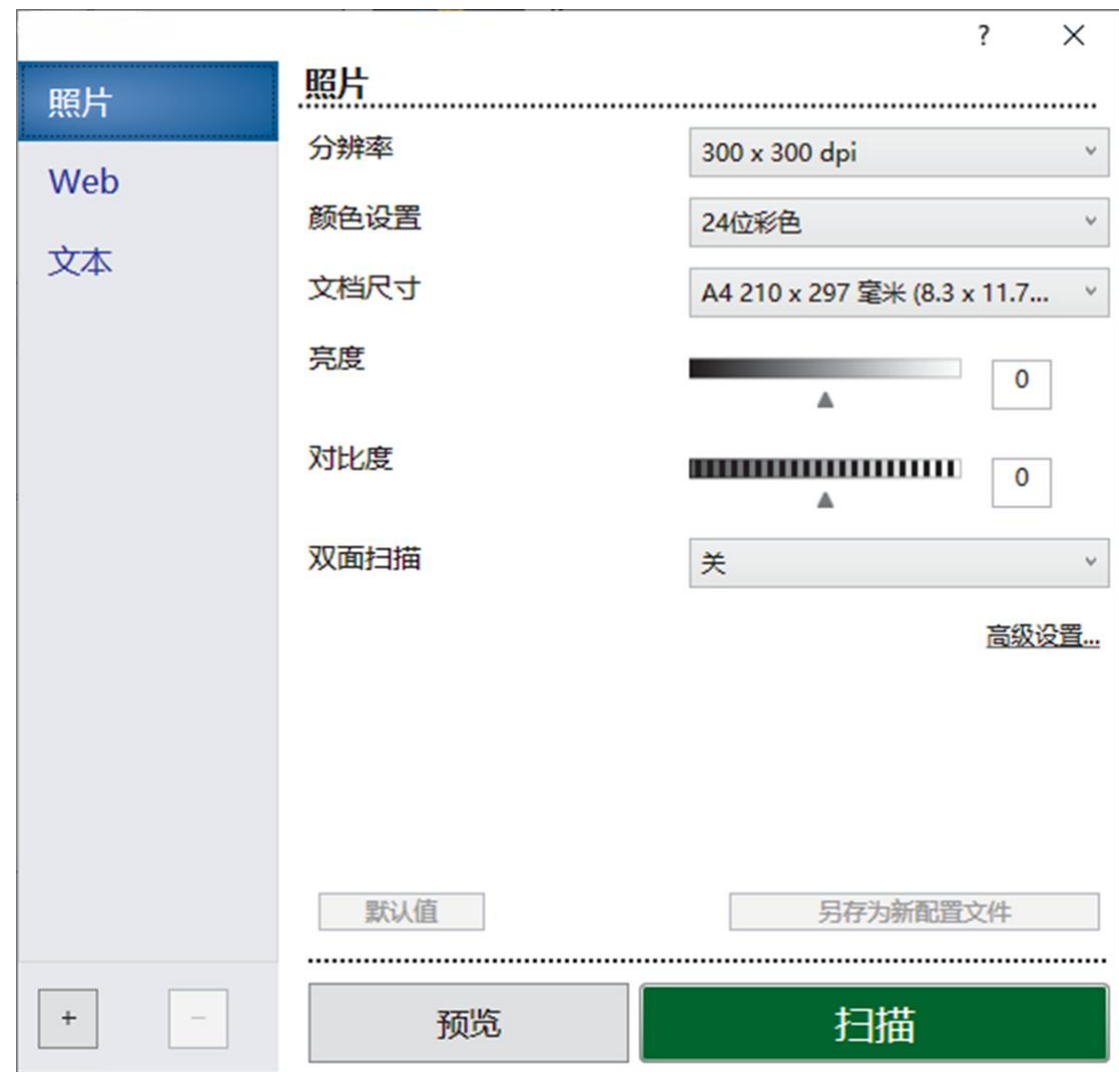 ?
照片
Web
文本
照片
分辨率 300 x 300 dpi
颜色设置 24位彩色
文档尺寸 A4 210 x 297 毫米 (8.3 x 11.7...
亮度 0
对比度 0
双面扫描 关
高级设置...
默认值 另存为新配置文件
+ − 预览 扫描